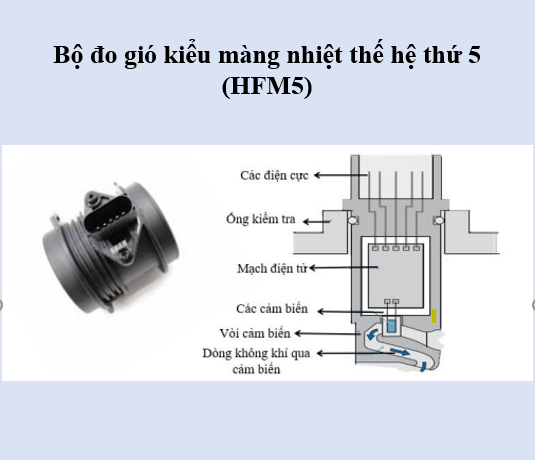 Bộ đo gió kiểu màng nhiệt thế hệ thứ 5
(HFM5)
Các điện cực
Ống kiểm tra
Mạch điện tử
Các cảm biến
Vòi cảm biến
Dòng không khí qua
cảm biến